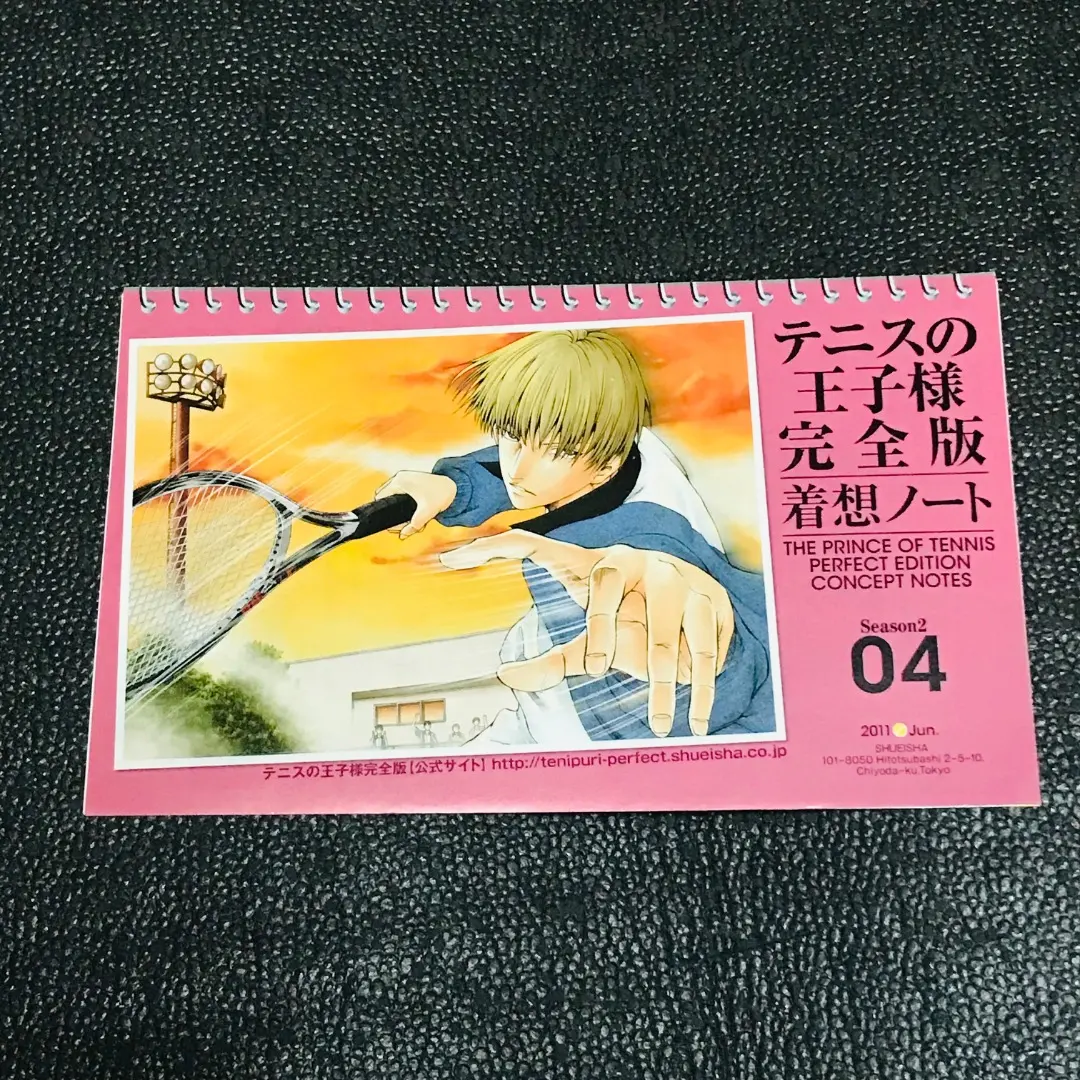 テニスの
王子様
完全版
着想ノート
THE PRINCE OF TENNIS
PERFECT EDITION
CONCEPT NOTES
Season2
04
2011 Jun.
SHUEISHA
101-8050 Hitotsubashi 2-5-10,
Chiyoda-ku,Tokyo
テニスの王子様完全版【公式サイト】http://tenipuri-perfect.shueisha.co.jp